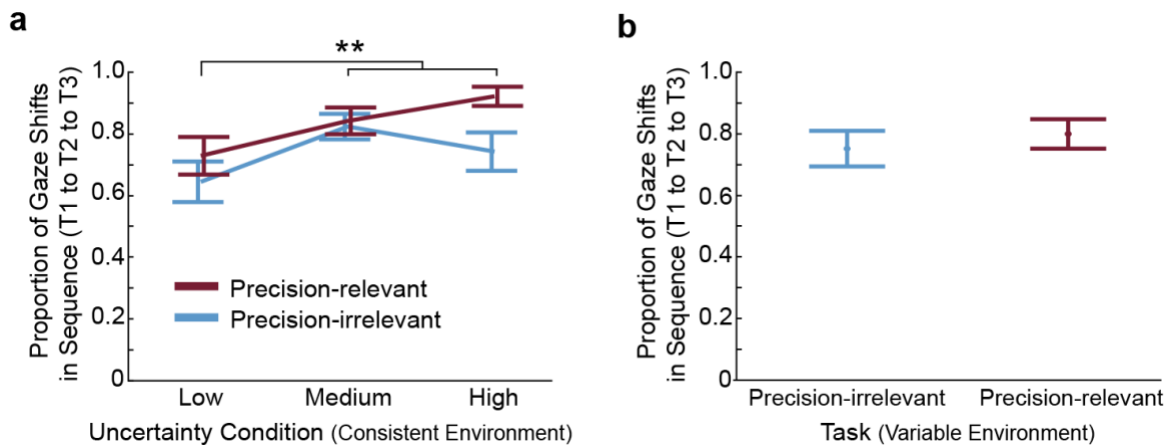 a
**
Proportion of Gaze Shifts
in Sequence (T1 to T2 to T3)
1.0
0.8
0.6
0.4
0.2
0
Precision-relevant
Precision-irrelevant
Low Medium High
Uncertainty Condition (Consistent Environment)
b
Proportion of Gaze Shifts
in Sequence (T1 to T2 to T3)
1.0
0.8
0.6
0.4
0.2
0
Precision-irrelevant Precision-relevant
Task (Variable Environment)